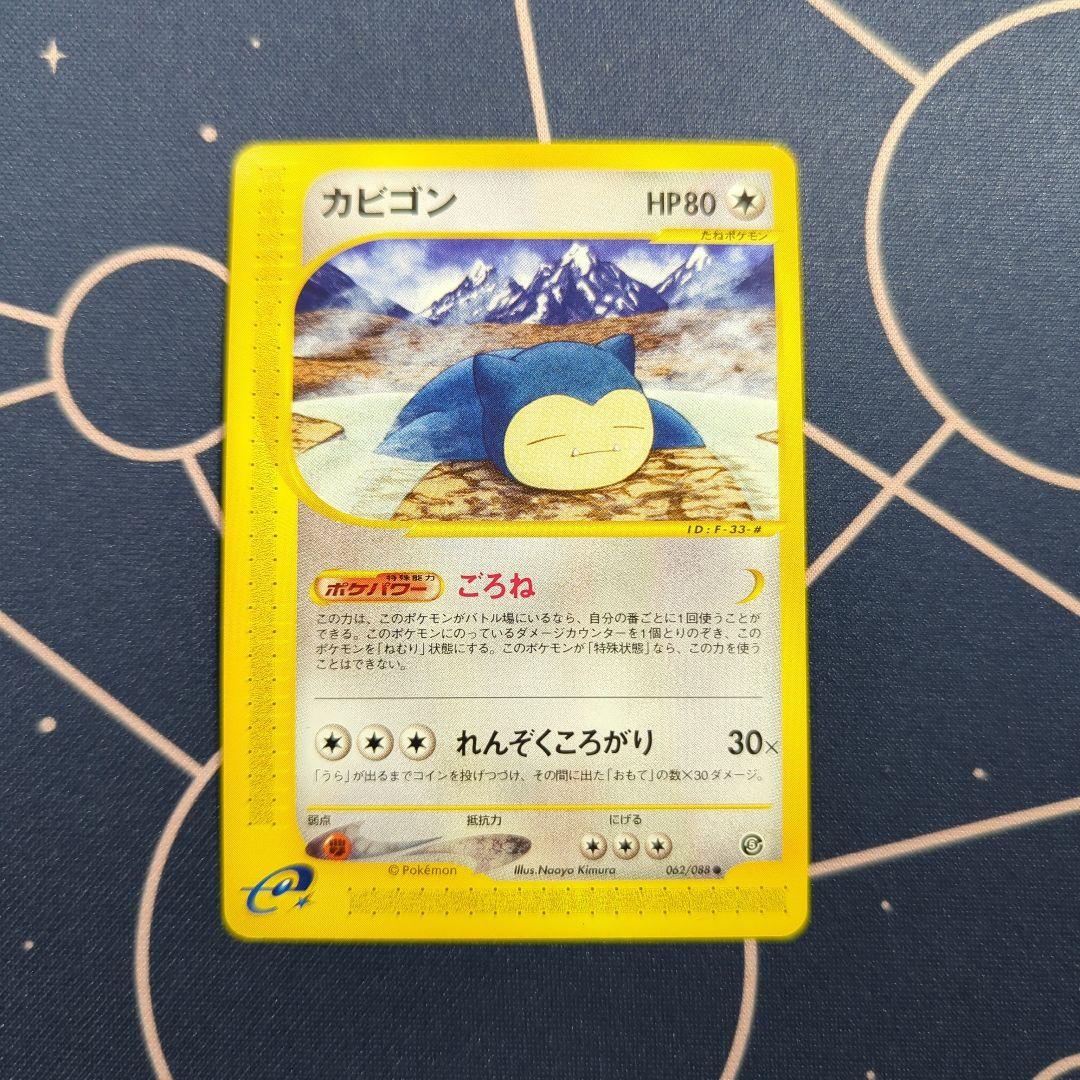 カビゴン HP80
たねポケモン
ID:F-33-#
特殊能力
ポケパワー ごろね
この力は、このポケモンがバトル場にいるなら、自分の番ごとに1回使うことが
できる。このポケモンにのっているダメージカウンターを1個とりのぞき、この
ポケモンを「ねむり」状態にする。このポケモンが「特殊状態」なら、この力を使う
ことはできない。
れんぞくころがり 30×
「うら」が出るまでコインを投げつづけ、その間に出た「おもて」の数×30ダメージ。
弱点 抵抗力 にげる
© Pokémon Illus.Naoyo Kimura 062/088
e